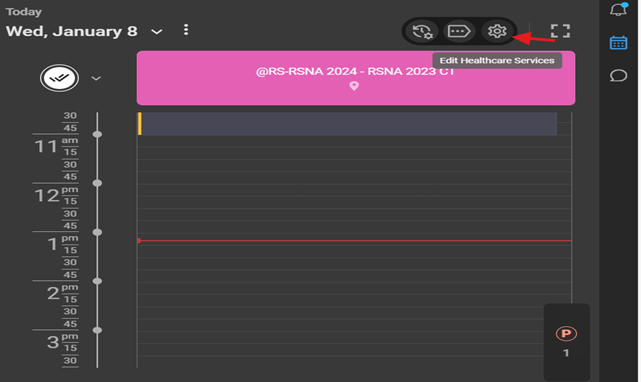 Today
Wed, January 8
Edit Healthcare Services
@RS-RSNA 2024 - RSNA 2023 CT
30
45
11 am
15
30
45
12 pm
15
30
45
1 pm
15
30
45
2 pm
15
30
45
3 pm
15
30
P
1